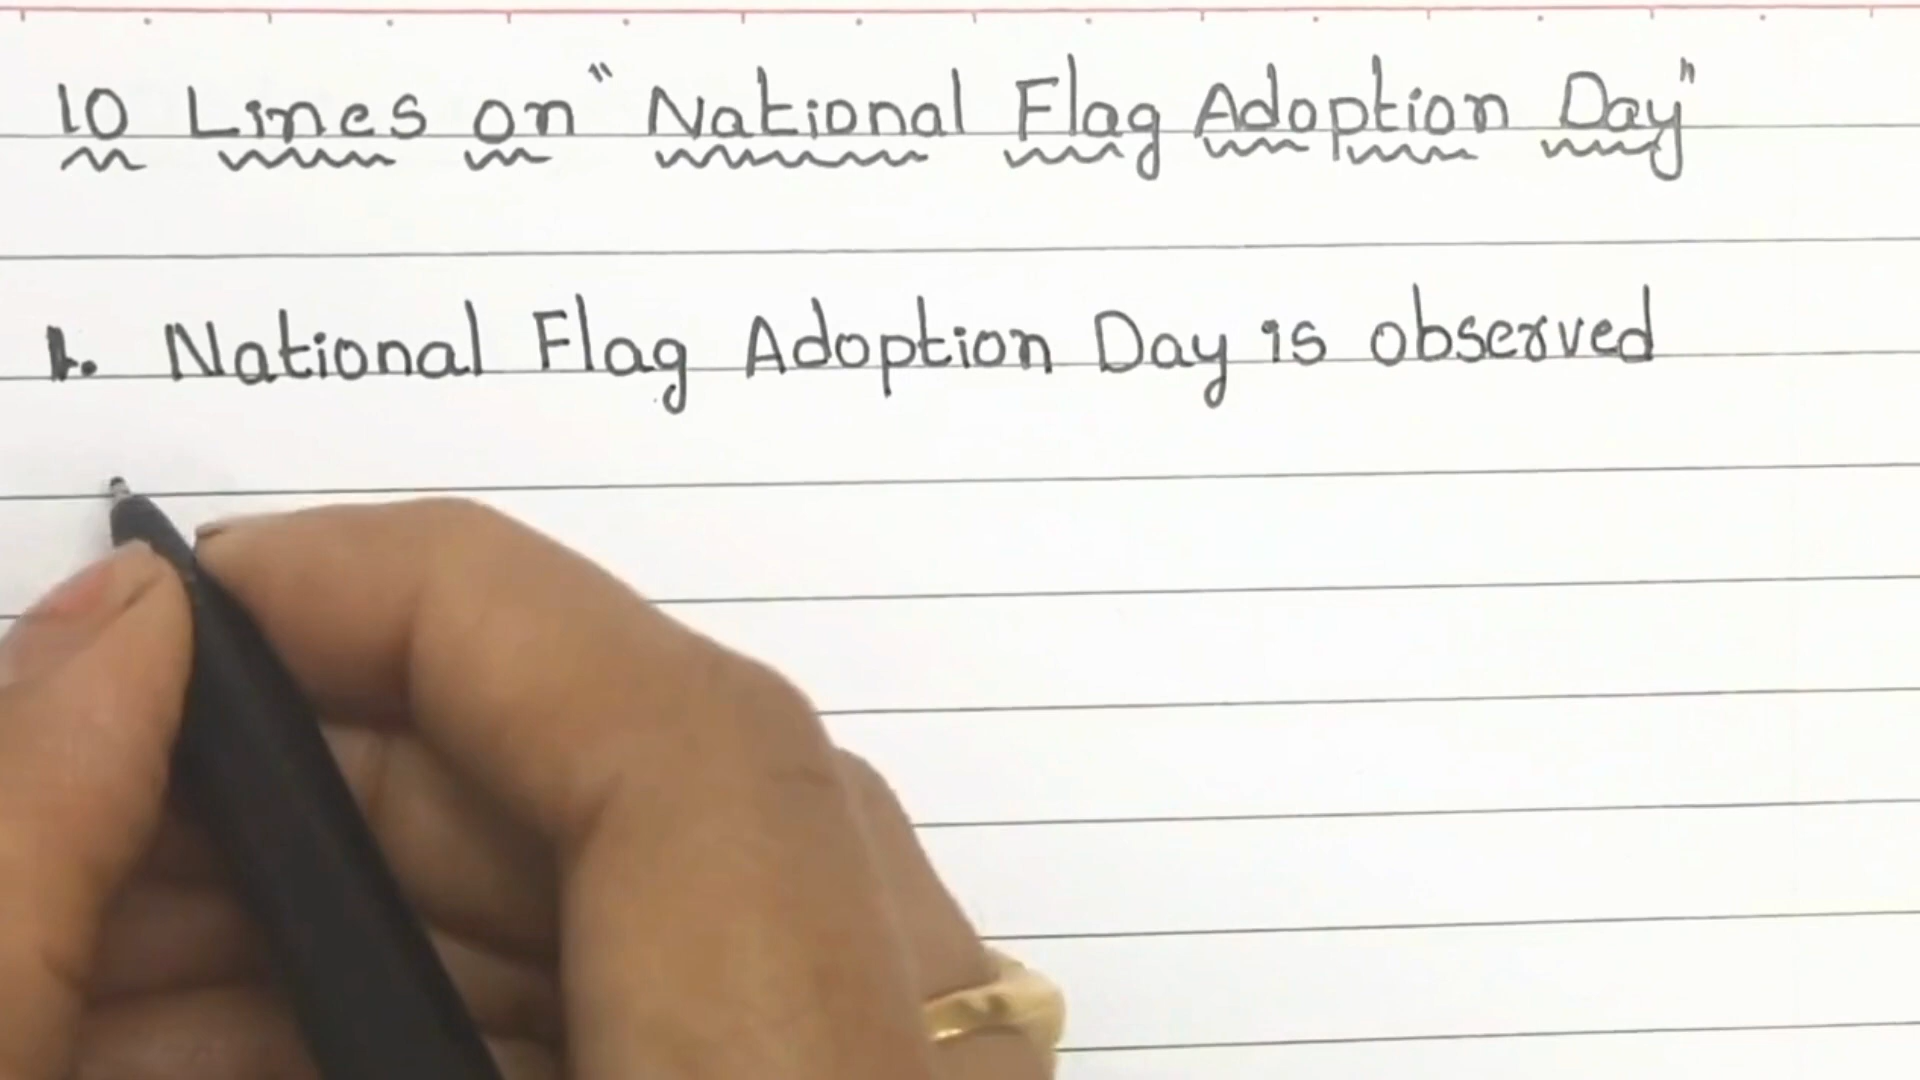 10 Lines on "National Flag Adoption Day"
1. National Flag Adoption Day is observed